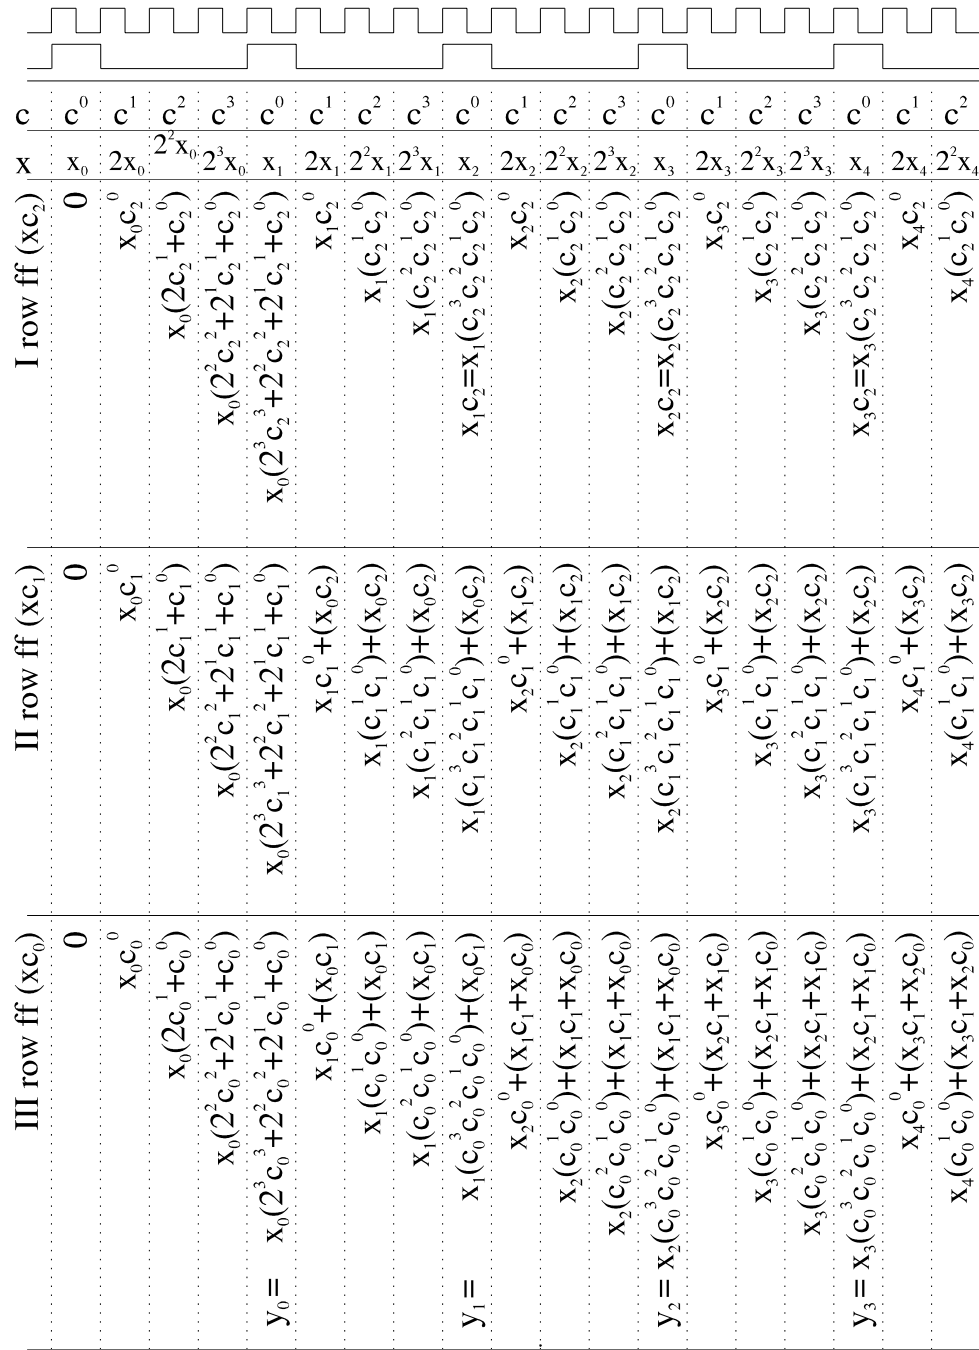 c c⁰ c¹ c² c³ c⁰ c¹ c² c³ c⁰ c¹ c² c³ c⁰ c¹ c² c³ c⁰ c¹ c²
x x₀ 2x₀ 2²x₀ 2³x₀ x₁ 2x₁ 2²x₁ 2³x₁ x₂ 2x₂ 2²x₂ 2³x₂ x₃ 2x₃ 2²x₃ 2³x₃ x₄ 2x₄ 2²x₄
I row ff (xc₂)
0
x₀c₂⁰
x₀(2c₂¹+c₂⁰)
x₀(2²c₂²+2¹c₂¹+c₂⁰)
x₀(2³c₂³+2²c₂²+2¹c₂¹+c₂⁰)
x₁c₂⁰
x₁(c₂¹c₂⁰)
x₁(c₂²c₂¹c₂⁰)
x₁c₂=x₁(c₂³c₂²c₂¹c₂⁰)
x₂c₂⁰
x₂(c₂¹c₂⁰)
x₂(c₂²c₂¹c₂⁰)
x₂c₂=x₂(c₂³c₂²c₂¹c₂⁰)
x₃c₂⁰
x₃(c₂¹c₂⁰)
x₃(c₂²c₂¹c₂⁰)
x₃c₂=x₃(c₂³c₂²c₂¹c₂⁰)
x₄c₂⁰
x₄(c₂¹c₂⁰)
II row ff (xc₁)
0
x₀c₁⁰
x₀(2c₁¹+c₁⁰)
x₀(2²c₁²+2¹c₁¹+c₁⁰)
x₀(2³c₁³+2²c₁²+2¹c₁¹+c₁⁰)
x₁c₁⁰+(x₀c₂)
x₁(c₁¹c₁⁰)+(x₀c₂)
x₁(c₁²c₁¹c₁⁰)+(x₀c₂)
x₁(c₁³c₁²c₁¹c₁⁰)+(x₀c₂)
x₂c₁⁰+(x₁c₂)
x₂(c₁¹c₁⁰)+(x₁c₂)
x₂(c₁²c₁¹c₁⁰)+(x₁c₂)
x₂(c₁³c₁²c₁¹c₁⁰)+(x₁c₂)
x₃c₁⁰+(x₂c₂)
x₃(c₁¹c₁⁰)+(x₂c₂)
x₃(c₁²c₁¹c₁⁰)+(x₂c₂)
x₃(c₁³c₁²c₁¹c₁⁰)+(x₂c₂)
x₄c₁⁰+(x₃c₂)
x₄(c₁¹c₁⁰)+(x₃c₂)
III row ff (xc₀)
0
x₀c₀⁰
x₀(2c₀¹+c₀⁰)
x₀(2²c₀²+2¹c₀¹+c₀⁰)
y₀ = x₀(2³c₀³+2²c₀²+2¹c₀¹+c₀⁰)
x₁c₀⁰+(x₀c₁)
x₁(c₀¹c₀⁰)+(x₀c₁)
x₁(c₀²c₀¹c₀⁰)+(x₀c₁)
y₁ = x₁(c₀³c₀²c₀¹c₀⁰)+(x₀c₁)
x₂c₀⁰+(x₁c₁+x₀c₀)
x₂(c₀¹c₀⁰)+(x₁c₁+x₀c₀)
x₂(c₀²c₀¹c₀⁰)+(x₁c₁+x₀c₀)
y₂ = x₂(c₀³c₀²c₀¹c₀⁰)+(x₁c₁+x₀c₀)
x₃c₀⁰+(x₂c₁+x₁c₀)
x₃(c₀¹c₀⁰)+(x₂c₁+x₁c₀)
x₃(c₀²c₀¹c₀⁰)+(x₂c₁+x₁c₀)
y₃ = x₃(c₀³c₀²c₀¹c₀⁰)+(x₂c₁+x₁c₀)
x₄c₀⁰+(x₃c₁+x₂c₀)
x₄(c₀¹c₀⁰)+(x₃c₁+x₂c₀)